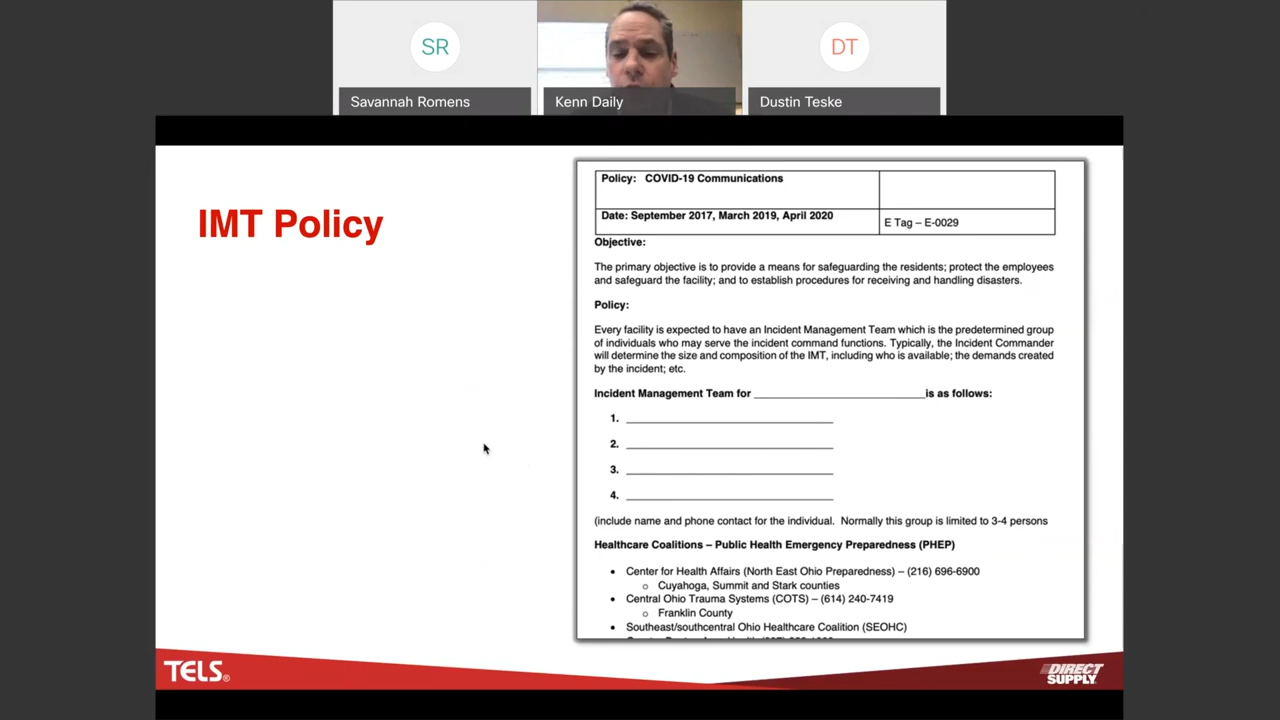 SR
DT
Savannah Romens
Kenn Daily
Dustin Teske
IMT Policy
Policy: COVID-19 Communications
Date: September 2017, March 2019, April 2020
E Tag – E-0029
Objective:
The primary objective is to provide a means for safeguarding the residents; protect the employees
and safeguard the facility; and to establish procedures for receiving and handling disasters.
Policy:
Every facility is expected to have an Incident Management Team which is the predetermined group
of individuals who may serve the incident command functions. Typically, the Incident Commander
will determine the size and composition of the IMT, including who is available; the demands created
by the incident; etc.
Incident Management Team for ____________________________is as follows:
1. __________________________________
2. __________________________________
3. __________________________________
4. __________________________________
(include name and phone contact for the individual. Normally this group is limited to 3-4 persons
Healthcare Coalitions – Public Health Emergency Preparedness (PHEP)
• Center for Health Affairs (North East Ohio Preparedness) – (216) 696-6900
o Cuyahoga, Summit and Stark counties
• Central Ohio Trauma Systems (COTS) – (614) 240-7419
o Franklin County
• Southeast/southcentral Ohio Healthcare Coalition (SEOHC)
TELS®
DIRECT
SUPPLY